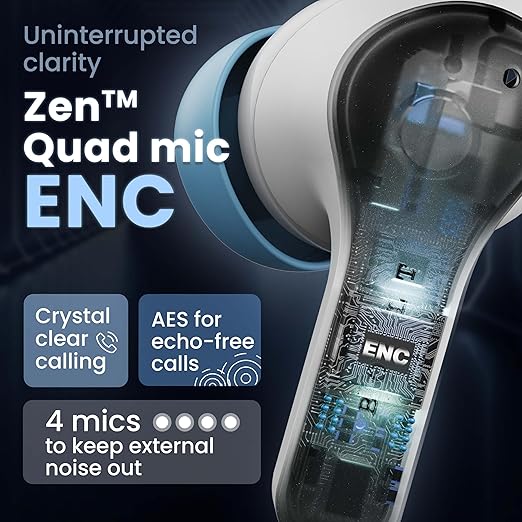 Uninterrupted
clarity
Zen™
Quad mic
ENC
Crystal
clear
calling
AES for
echo-free
calls
4 mics
to keep external
noise out
ENC